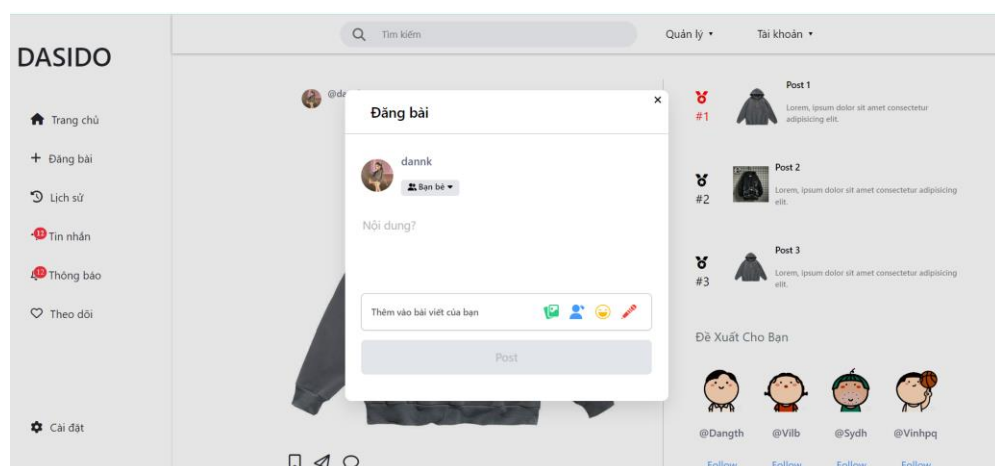 DASIDO
Trang chủ
Đăng bài
Lịch sử
Tin nhắn
12
Thông báo
Theo dõi
Cài đặt
Tìm kiếm
Quản lý
Tài khoản
Đăng bài
×
dannk
Bạn bè
Nội dung?
Thêm vào bài viết của bạn
Post
#1
Post 1
Lorem, ipsum dolor sit amet consectetur
adipisicing elit.
#2
Post 2
Lorem, ipsum dolor sit amet consectetur adipisicing
elit.
#3
Post 3
Lorem, ipsum dolor sit amet consectetur adipisicing
elit.
Đề Xuất Cho Bạn
@Dangth @Vilb @Sydh @Vinhpq
Follow Follow Follow Follow